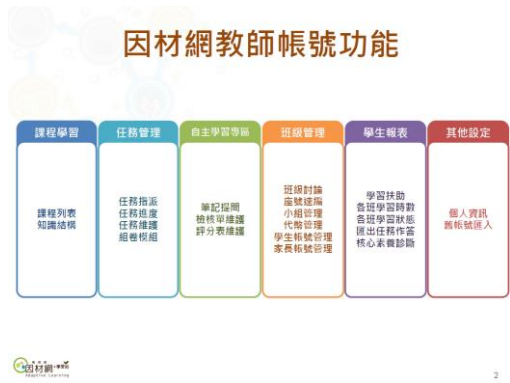 因材網教師帳號功能
課程學習
課程列表
知識結構
任務管理
任務指派
任務進度
任務維護
組卷模組
自主學習專區
筆記提問
檢核單維護
評分表維護
班級管理
班級討論
座號速編
小組管理
代幣管理
學生帳號管理
家長帳號管理
學生報表
學習扶助
各班學習時數
各班學習狀態
匯出任務作答
核心素養診斷
其他設定
個人資訊
舊帳號匯入
因材網
Adaptive Learning
2